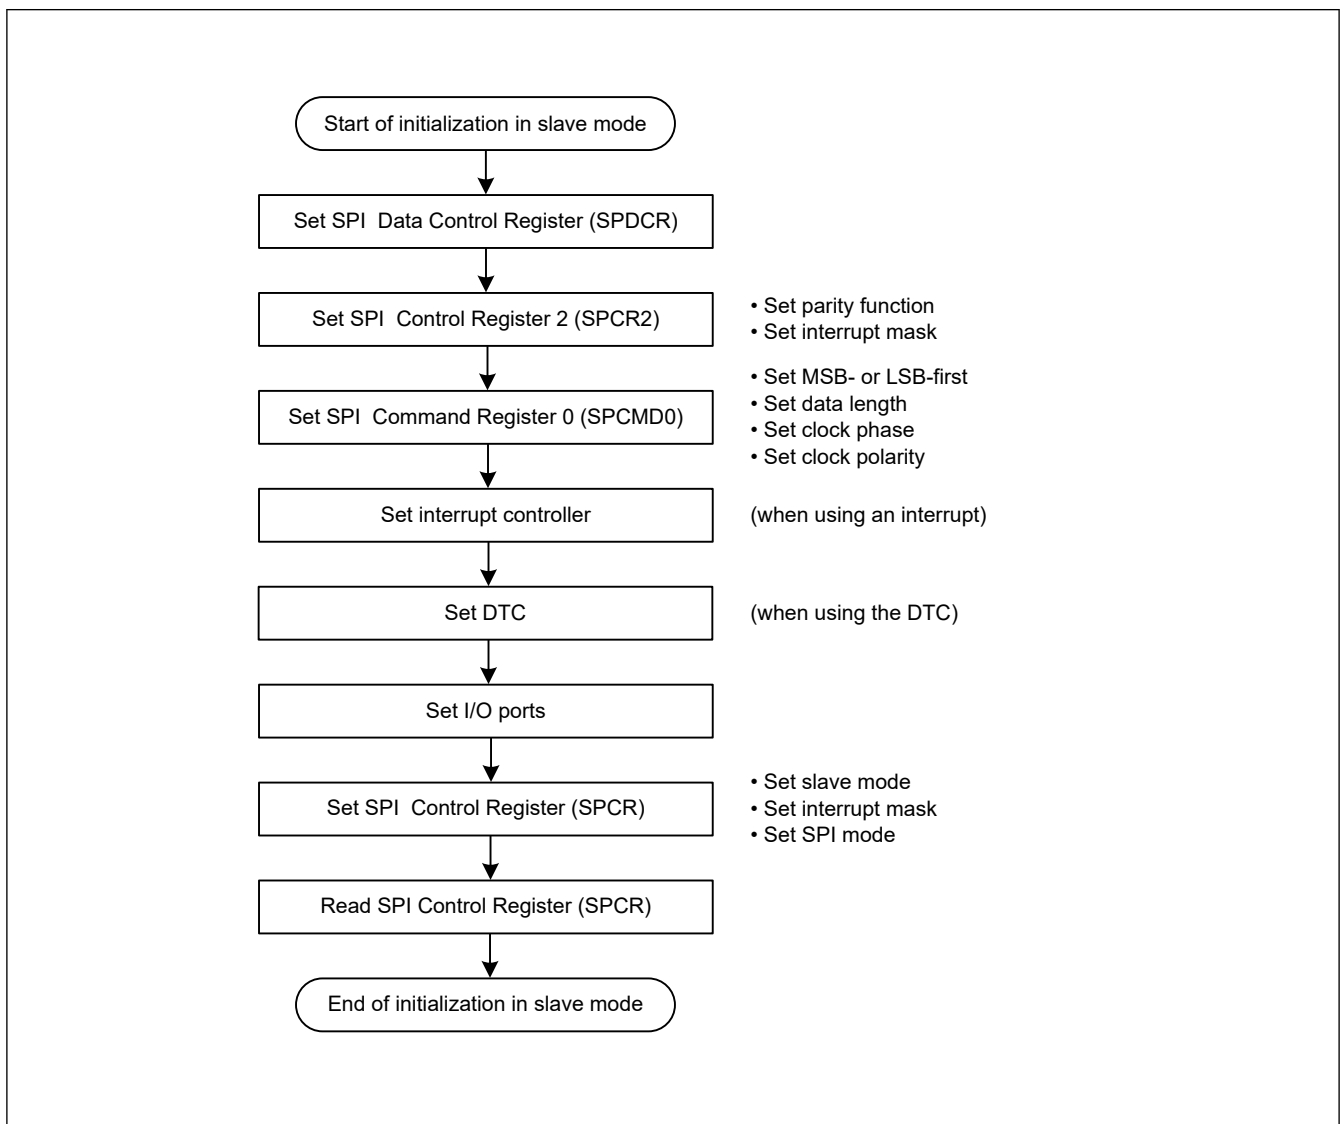 Start of initialization in slave mode
Set SPI  Data Control Register (SPDCR)
Set SPI  Control Register 2 (SPCR2)
• Set parity function
• Set interrupt mask
Set SPI  Command Register 0 (SPCMD0)
• Set MSB- or LSB-first
• Set data length
• Set clock phase
• Set clock polarity
Set interrupt controller
(when using an interrupt)
Set DTC
(when using the DTC)
Set I/O ports
Set SPI  Control Register (SPCR)
• Set slave mode
• Set interrupt mask
• Set SPI mode
Read SPI Control Register (SPCR)
End of initialization in slave mode